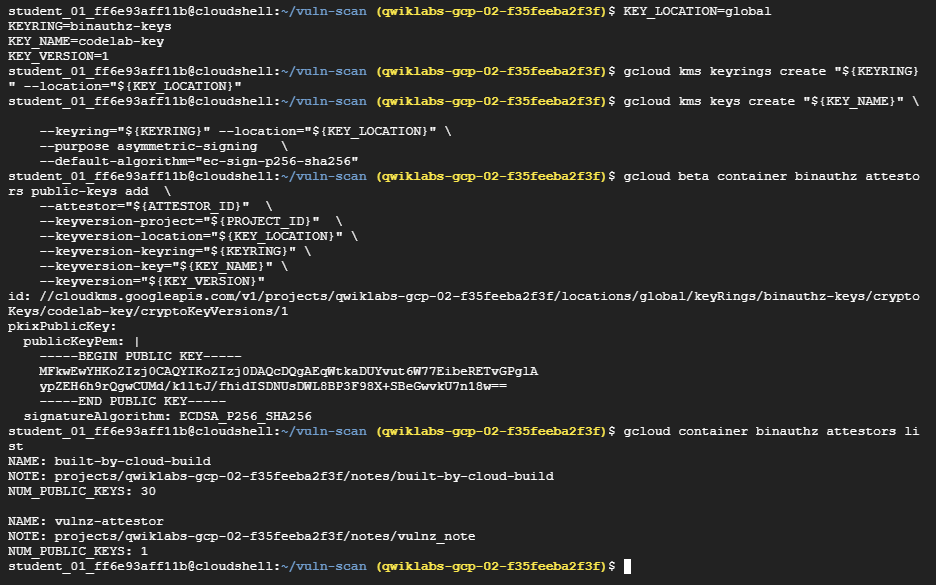 student_01_ff6e93aff11b@cloudshell:~/vuln-scan (qwiklabs-gcp-02-f35feeba2f3f)$ KEY_LOCATION=global
KEYRING=binauthz-keys
KEY_NAME=codelab-key
KEY_VERSION=1
student_01_ff6e93aff11b@cloudshell:~/vuln-scan (qwiklabs-gcp-02-f35feeba2f3f)$ gcloud kms keyrings create "${KEYRING}
" --location="${KEY_LOCATION}"
student_01_ff6e93aff11b@cloudshell:~/vuln-scan (qwiklabs-gcp-02-f35feeba2f3f)$ gcloud kms keys create "${KEY_NAME}" \
    --keyring="${KEYRING}" --location="${KEY_LOCATION}" \
    --purpose asymmetric-signing   \
    --default-algorithm="ec-sign-p256-sha256"
student_01_ff6e93aff11b@cloudshell:~/vuln-scan (qwiklabs-gcp-02-f35feeba2f3f)$ gcloud beta container binauthz attesto
rs public-keys add  \
    --attestor="${ATTESTOR_ID}"  \
    --keyversion-project="${PROJECT_ID}"  \
    --keyversion-location="${KEY_LOCATION}" \
    --keyversion-keyring="${KEYRING}" \
    --keyversion-key="${KEY_NAME}" \
    --keyversion="${KEY_VERSION}"
id: //cloudkms.googleapis.com/v1/projects/qwiklabs-gcp-02-f35feeba2f3f/locations/global/keyRings/binauthz-keys/crypto
Keys/codelab-key/cryptoKeyVersions/1
pkixPublicKey:
  publicKeyPem: |
    -----BEGIN PUBLIC KEY-----
    MFkwEwYHKoZIzj0CAQYIKoZIzj0DAQcDQgAEqWtkaDUYvut6W77EibeRETvGPglA
    ypZEH6h9rQgwCUMd/k1ltJ/fhidISDNUsDWL8BP3F98X+SBeGwvkU7n18w==
    -----END PUBLIC KEY-----
  signatureAlgorithm: ECDSA_P256_SHA256
student_01_ff6e93aff11b@cloudshell:~/vuln-scan (qwiklabs-gcp-02-f35feeba2f3f)$ gcloud container binauthz attestors li
st
NAME: built-by-cloud-build
NOTE: projects/qwiklabs-gcp-02-f35feeba2f3f/notes/built-by-cloud-build
NUM_PUBLIC_KEYS: 30
NAME: vulnz-attestor
NOTE: projects/qwiklabs-gcp-02-f35feeba2f3f/notes/vulnz_note
NUM_PUBLIC_KEYS: 1
student_01_ff6e93aff11b@cloudshell:~/vuln-scan (qwiklabs-gcp-02-f35feeba2f3f)$